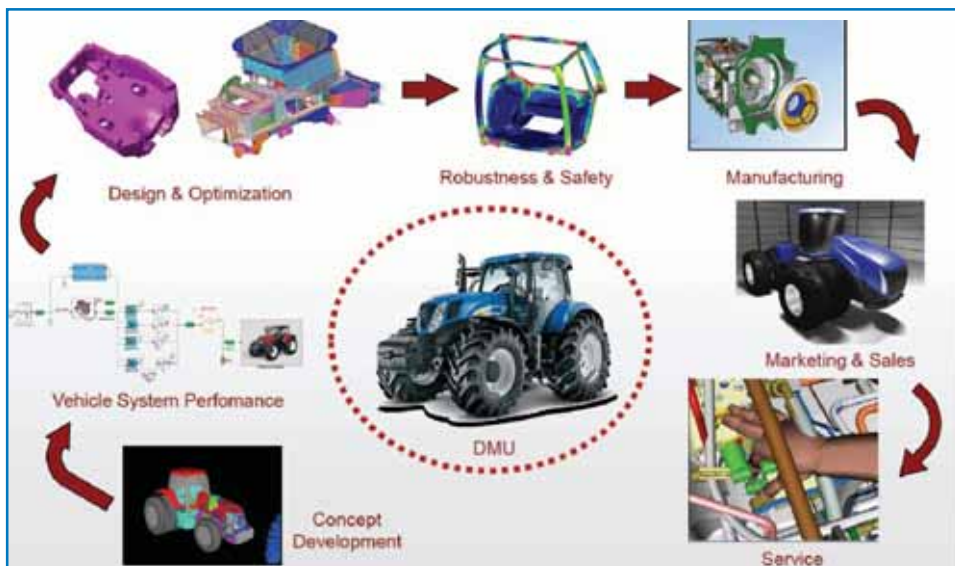 Design & Optimization
Robustness & Safety
Manufacturing
Vehicle System Perfomance
DMU
Marketing & Sales
Concept
Development
Service